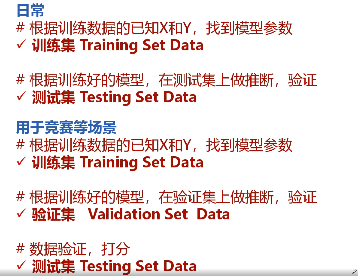 日常
# 根据训练数据的已知X和Y，找到模型参数
✓ 训练集 Training Set Data
# 根据训练好的模型，在测试集上做推断，验证
✓ 测试集 Testing Set Data
用于竞赛等场景
# 根据训练数据的已知X和Y，找到模型参数
✓ 训练集 Training Set Data
# 根据训练好的模型，在验证集上做推断，验证
✓ 验证集 Validation Set Data
# 数据验证，打分
✓ 测试集 Testing Set Data